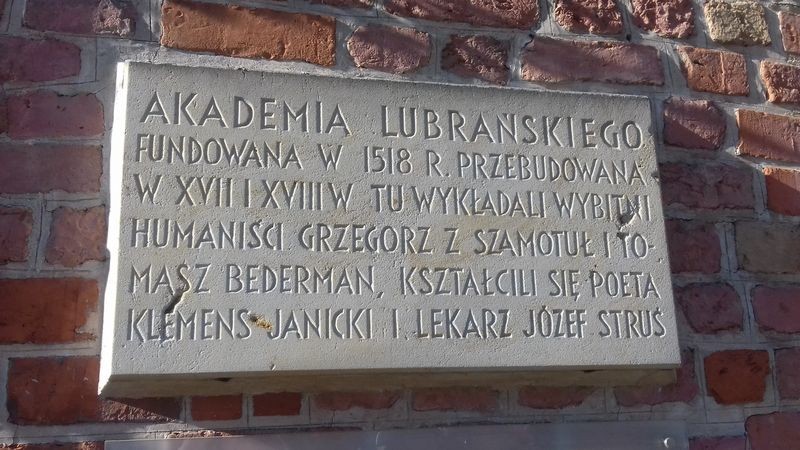 AKADEMIA LUBRAŃSKIEGO
FUNDOWANA W 1518 R. PRZEBUDOWANA
W XVII I XVIII W. TU WYKŁADALI WYBITNI
HUMANIŚCI GRZEGORZ Z SZAMOTUŁ I TO-
MASZ BEDERMAN, KSZTAŁCILI SIĘ POETA
KLEMENS JANICKI I LEKARZ JÓZEF STRUŚ